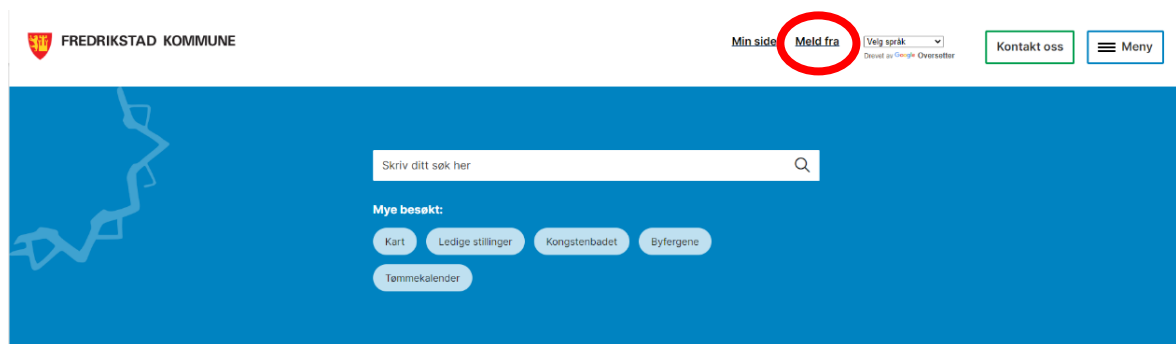 FREDRIKSTAD KOMMUNE
Min side Meld fra Velg språk Kontakt oss Meny
Drevet av Google Oversetter
Skriv ditt søk her
Mye besøkt:
Kart Ledige stillinger Kongstenbadet Byfergene
Tømmekalender